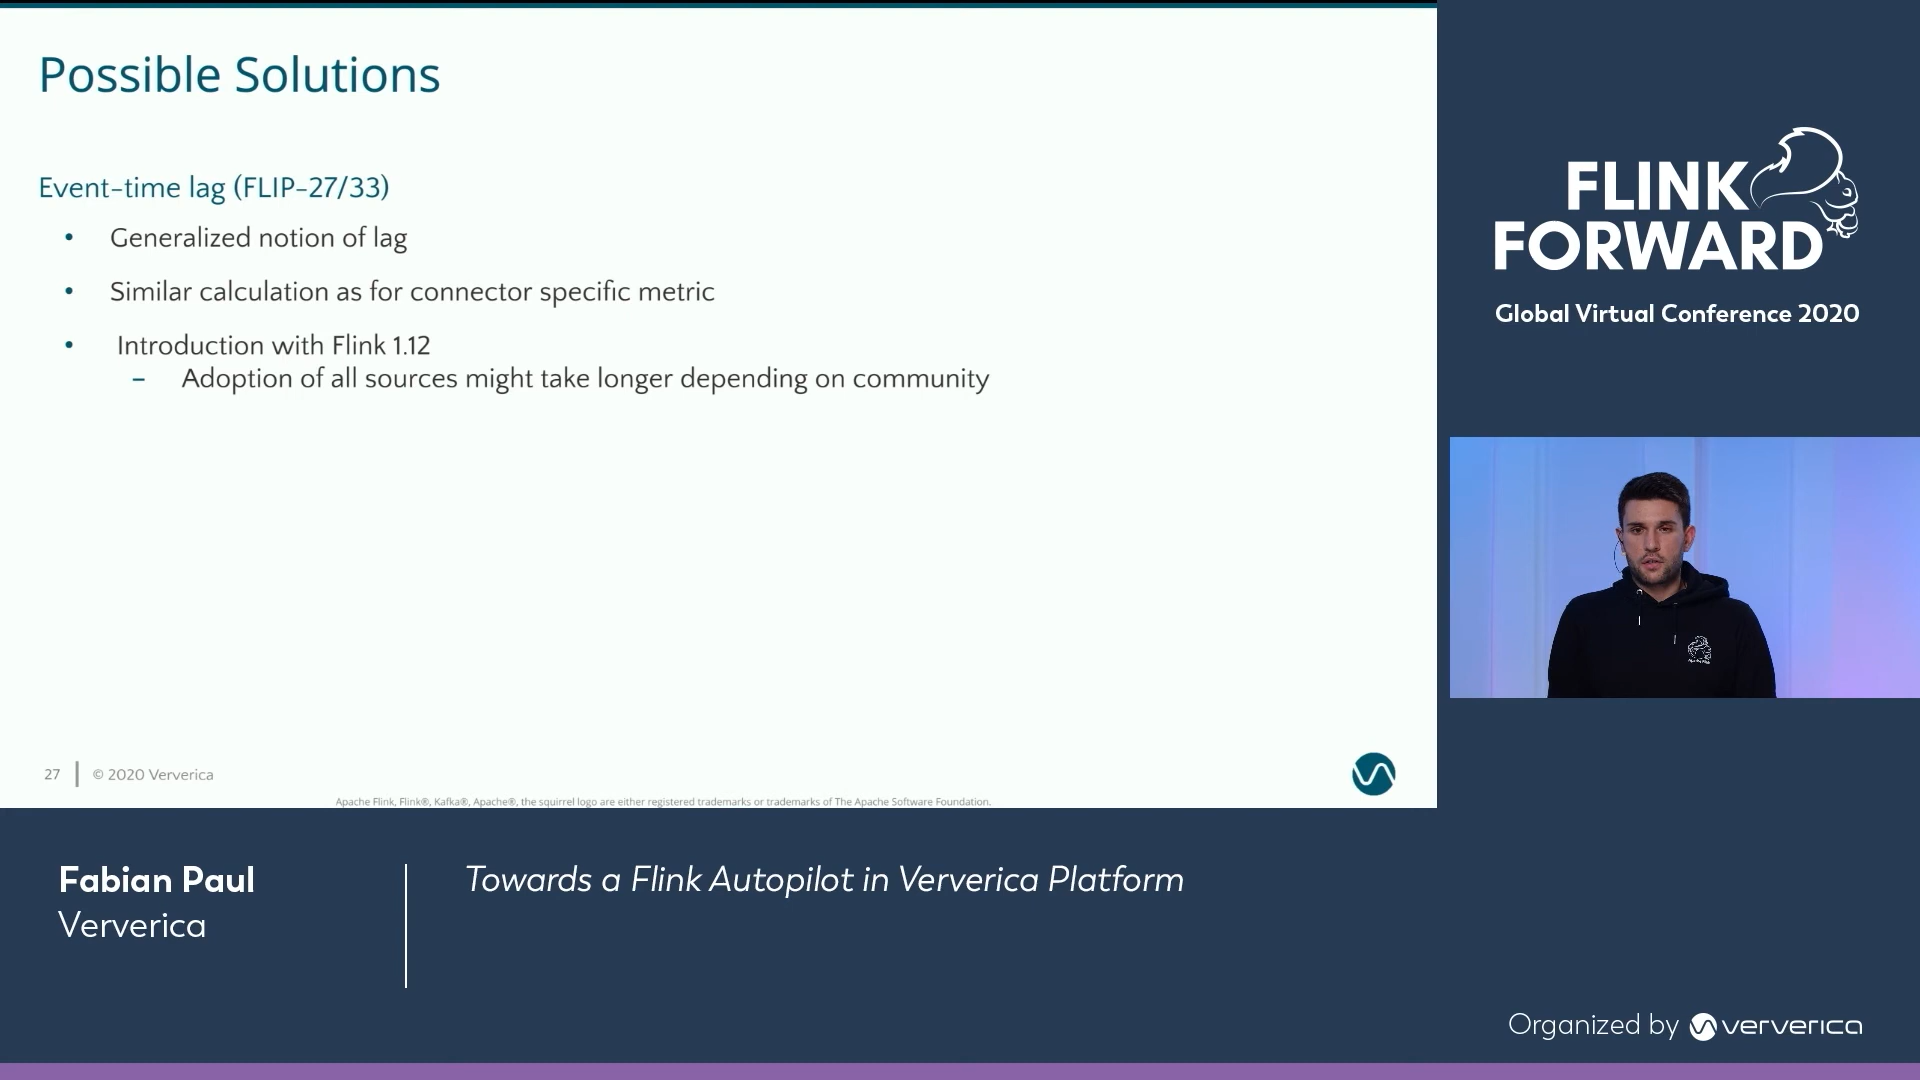 Possible Solutions
Event-time lag (FLIP-27/33)
• Generalized notion of lag
• Similar calculation as for connector specific metric
• Introduction with Flink 1.12
– Adoption of all sources might take longer depending on community
27 | © 2020 Ververica
Apache Flink, Flink®, Kafka®, Apache®, the squirrel logo are either registered trademarks or trademarks of The Apache Software Foundation.
FLINK
FORWARD
Global Virtual Conference 2020
Fabian Paul
Ververica
Towards a Flink Autopilot in Ververica Platform
Organized by ververica